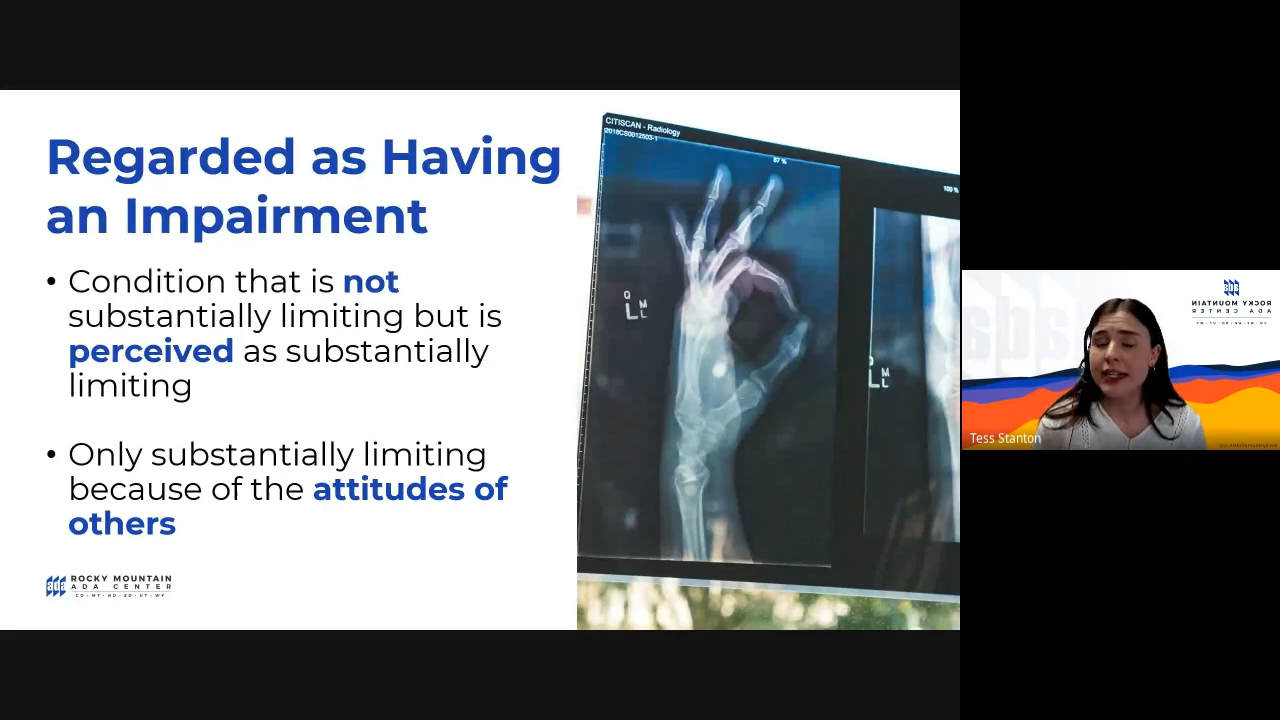 Regarded as Having
an Impairment
• Condition that is not
substantially limiting but is
perceived as substantially
limiting
• Only substantially limiting
because of the attitudes of
others
ada ROCKY MOUNTAIN
ADA CENTER
CO · MT · ND · SD · UT · WY
CITISCAN - Radiology
2018CS0012503-1
87 %
100 %
L
M
L
L
M
L
ROCKY MOUNTAIN
ADA CENTER
Tess Stanton